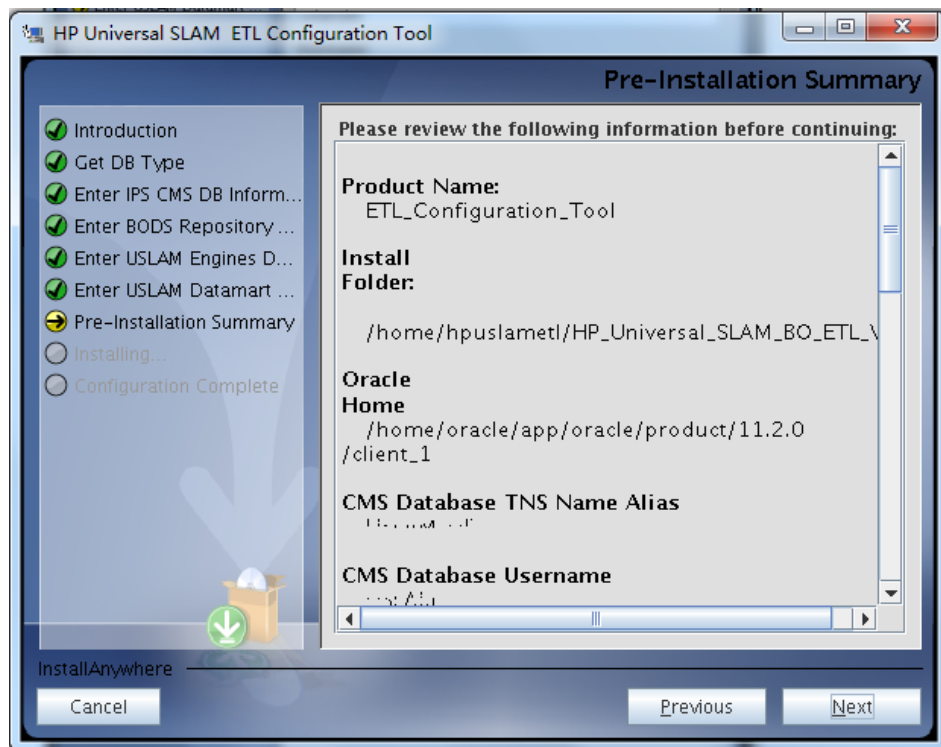 HP Universal SLAM ETL Configuration Tool
Pre-Installation Summary
Introduction
Get DB Type
Enter IPS CMS DB Inform...
Enter BODS Repository ...
Enter USLAM Engines D...
Enter USLAM Datamart ...
Pre-Installation Summary
Installing...
Configuration Complete
Please review the following information before continuing:
Product Name:
ETL_Configuration_Tool
Install
Folder:
/home/hpuslametl/HP_Universal_SLAM_BO_ETL_
Oracle
Home
/home/oracle/app/oracle/product/11.2.0
/client_1
CMS Database TNS Name Alias
CMS Database Username
InstallAnywhere
Cancel
Previous
Next